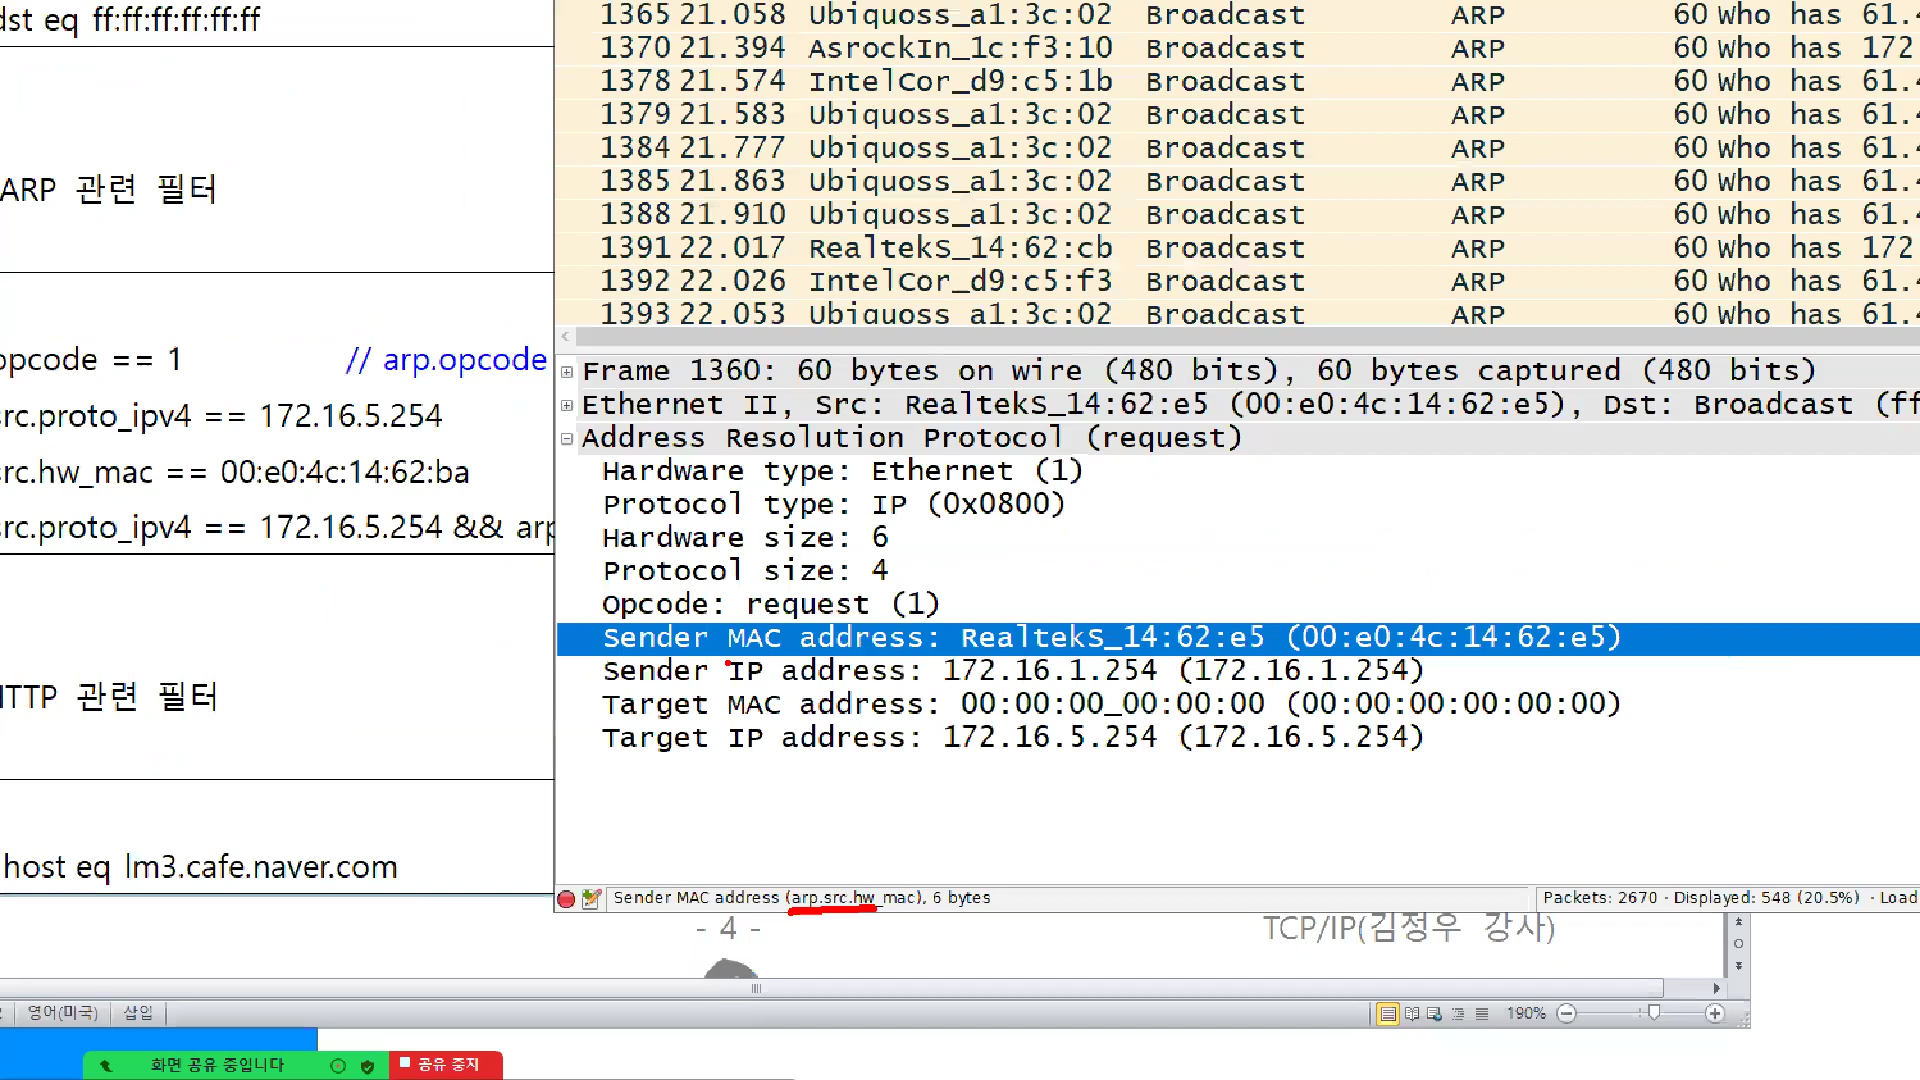 dst eq ff:ff:ff:ff:ff:ff
ARP 관련 필터
opcode == 1 // arp.opcode
src.proto_ipv4 == 172.16.5.254
src.hw_mac == 00:e0:4c:14:62:ba
src.proto_ipv4 == 172.16.5.254 && arp
HTTP 관련 필터
host eq lm3.cafe.naver.com
1365 21.058 Ubiquoss_a1:3c:02 Broadcast ARP 60 Who has 61.4
1370 21.394 AsrockIn_1c:f3:10 Broadcast ARP 60 Who has 172
1378 21.574 IntelCor_d9:c5:1b Broadcast ARP 60 Who has 61.4
1379 21.583 Ubiquoss_a1:3c:02 Broadcast ARP 60 Who has 61.4
1384 21.777 Ubiquoss_a1:3c:02 Broadcast ARP 60 Who has 61.4
1385 21.863 Ubiquoss_a1:3c:02 Broadcast ARP 60 Who has 61.4
1388 21.910 Ubiquoss_a1:3c:02 Broadcast ARP 60 Who has 61.4
1391 22.017 RealtekS_14:62:cb Broadcast ARP 60 Who has 172
1392 22.026 IntelCor_d9:c5:f3 Broadcast ARP 60 Who has 61.4
1393 22.053 Ubiquoss_a1:3c:02 Broadcast ARP 60 Who has 61.4
Frame 1360: 60 bytes on wire (480 bits), 60 bytes captured (480 bits)
Ethernet II, Src: RealtekS_14:62:e5 (00:e0:4c:14:62:e5), Dst: Broadcast (ff
Address Resolution Protocol (request)
Hardware type: Ethernet (1)
Protocol type: IP (0x0800)
Hardware size: 6
Protocol size: 4
Opcode: request (1)
Sender MAC address: RealtekS_14:62:e5 (00:e0:4c:14:62:e5)
Sender IP address: 172.16.1.254 (172.16.1.254)
Target MAC address: 00:00:00_00:00:00 (00:00:00:00:00:00)
Target IP address: 172.16.5.254 (172.16.5.254)
Sender MAC address (arp.src.hw_mac), 6 bytes
Packets: 2670 · Displayed: 548 (20.5%) · Load
- 4 -
TCP/IP(김정우 강사)
영어(미국) 삽입
190%
화면 공유 중입니다
공유 중지